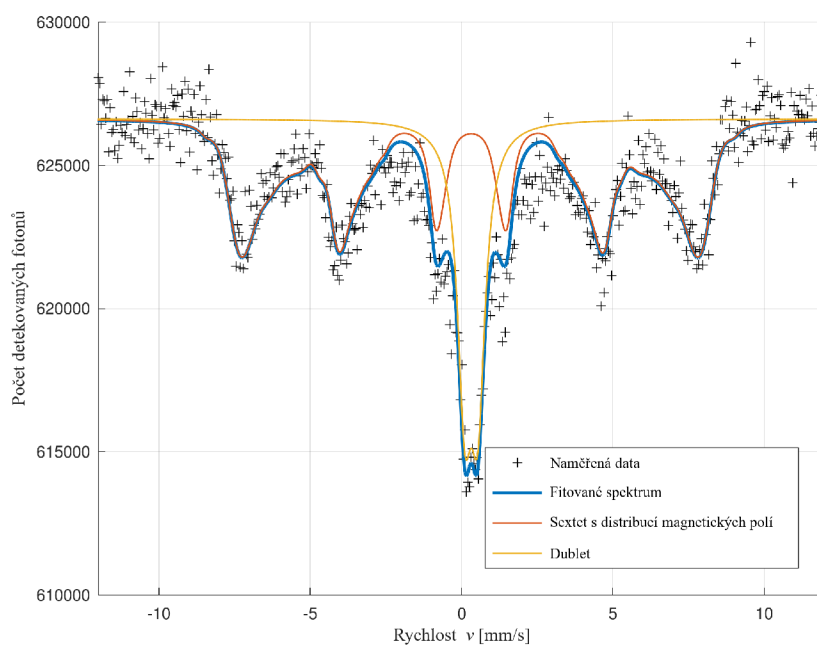 630000
625000
620000
615000
610000
Počet detekovaných fotonů
Naměřená data
Fitované spektrum
Sextet s distribucí magnetických polí
Dublet
-10
-5
0
5
10
Rychlost v [mm/s]